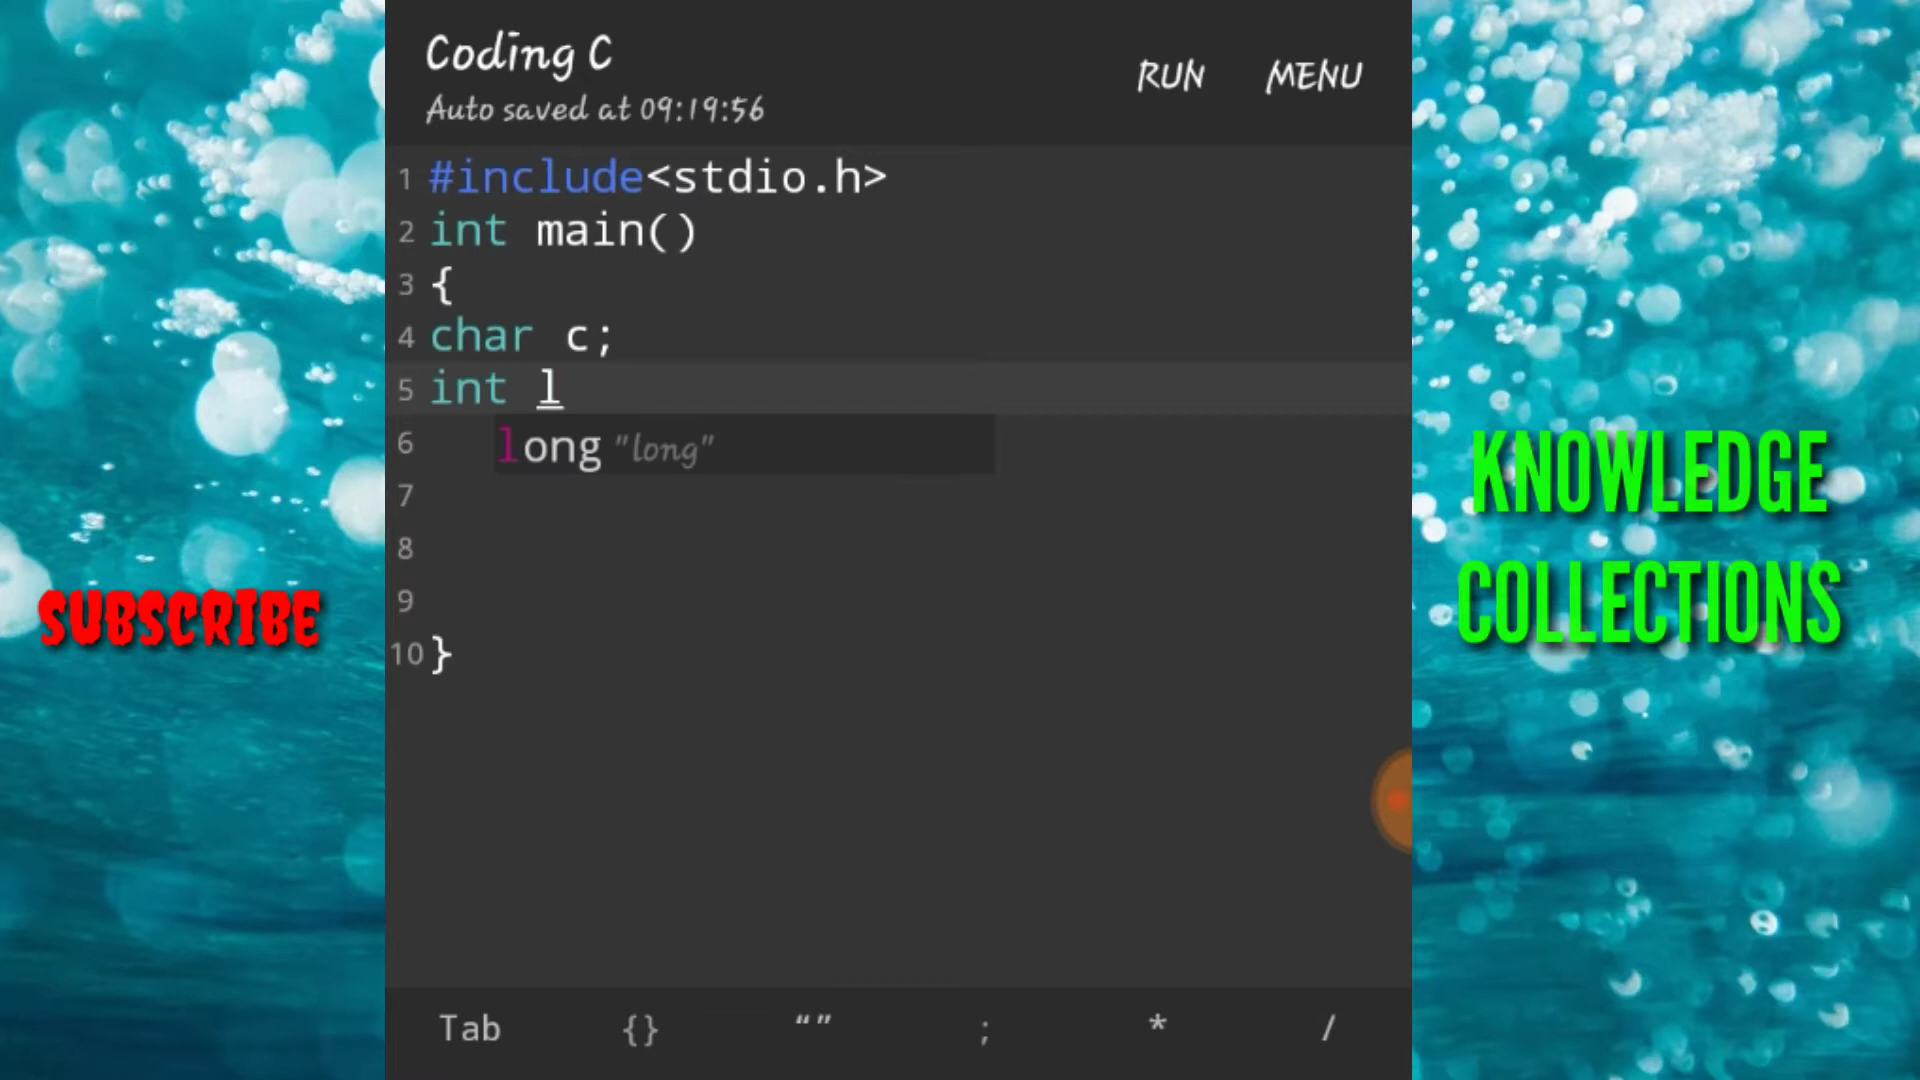 Coding C
Auto saved at 09:19:56
RUN MENU
1 #include<stdio.h>
2 int main()
3 {
4 char c;
5 int l
6 long "long"
7
8
9
10 }
SUBSCRIBE
KNOWLEDGE
COLLECTIONS
Tab {} “” ; * /